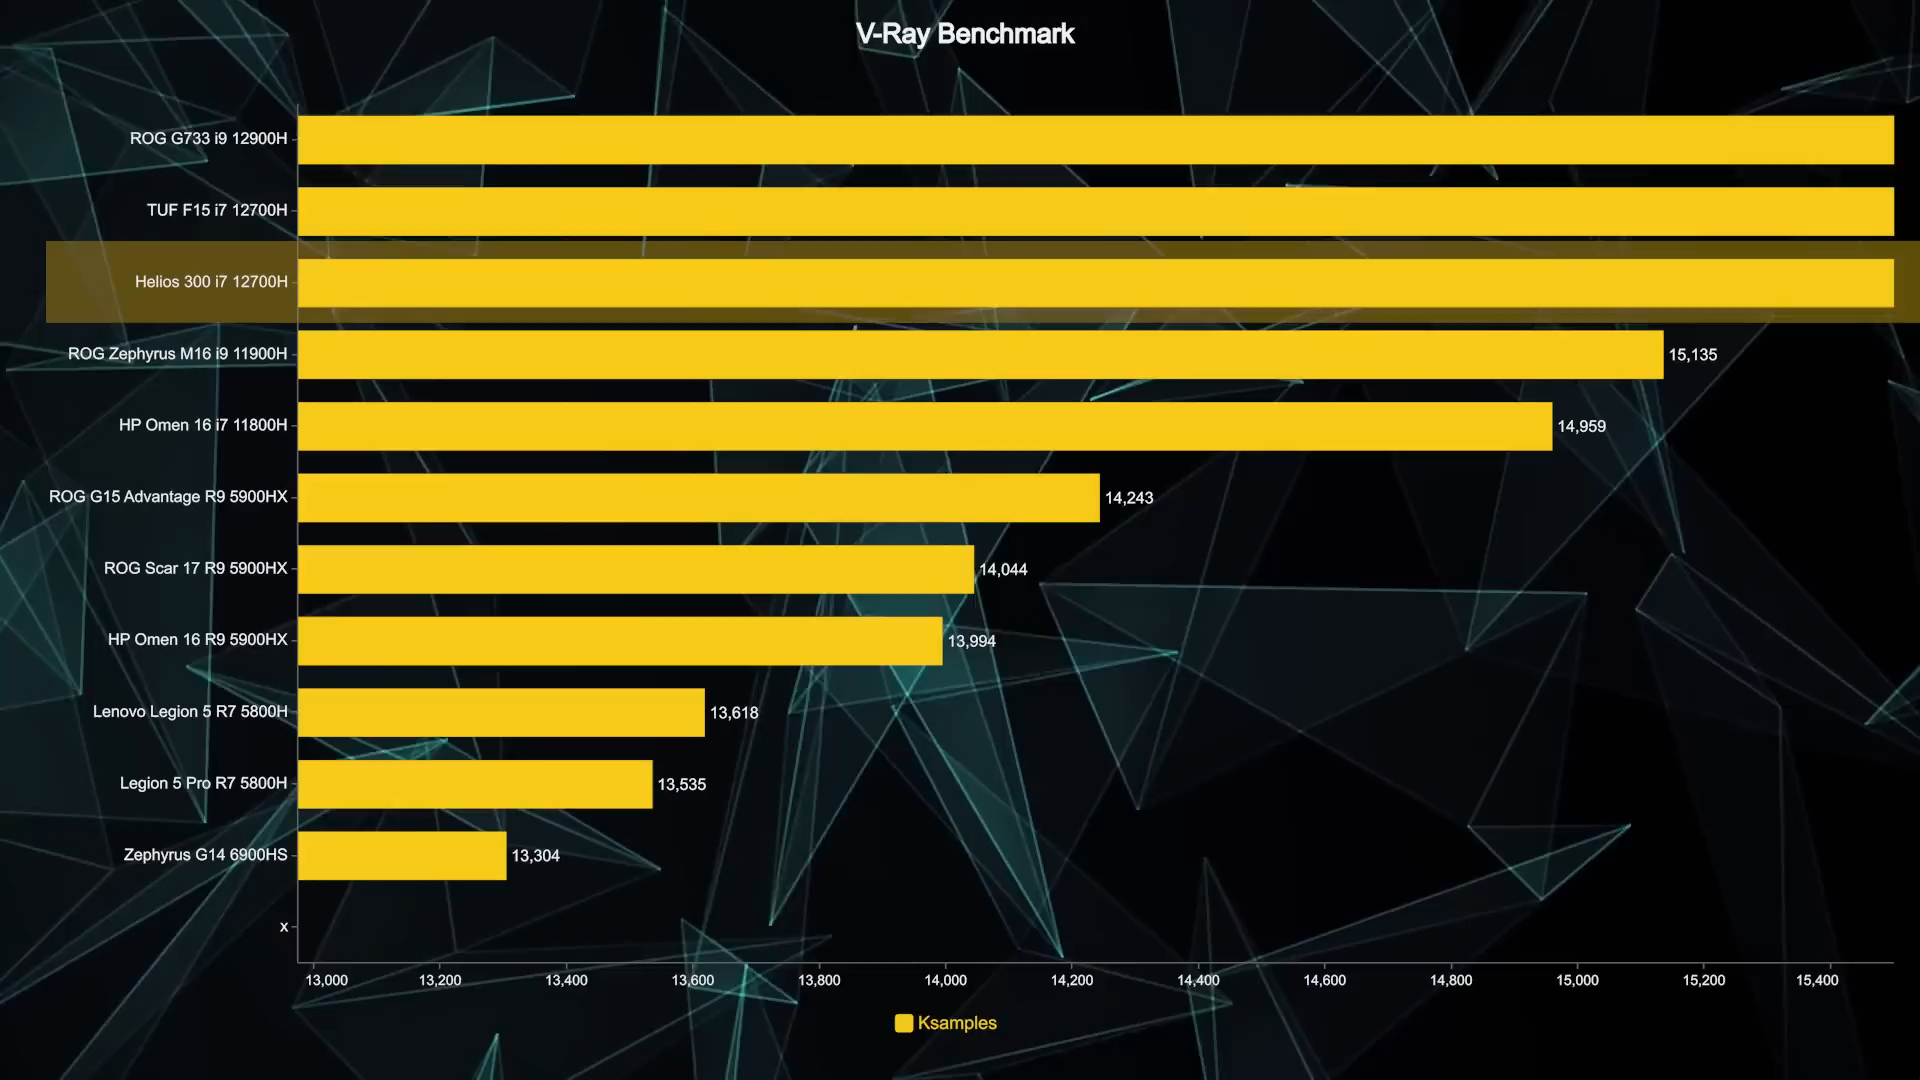 V-Ray Benchmark
ROG G733 i9 12900H
TUF F15 i7 12700H
Helios 300 i7 12700H
ROG Zephyrus M16 i9 11900H 15,135
HP Omen 16 i7 11800H 14,959
ROG G15 Advantage R9 5900HX 14,243
ROG Scar 17 R9 5900HX 14,044
HP Omen 16 R9 5900HX 13,994
Lenovo Legion 5 R7 5800H 13,618
Legion 5 Pro R7 5800H 13,535
Zephyrus G14 6900HS 13,304
x
13,000 13,200 13,400 13,600 13,800 14,000 14,200 14,400 14,600 14,800 15,000 15,200 15,400
Ksamples